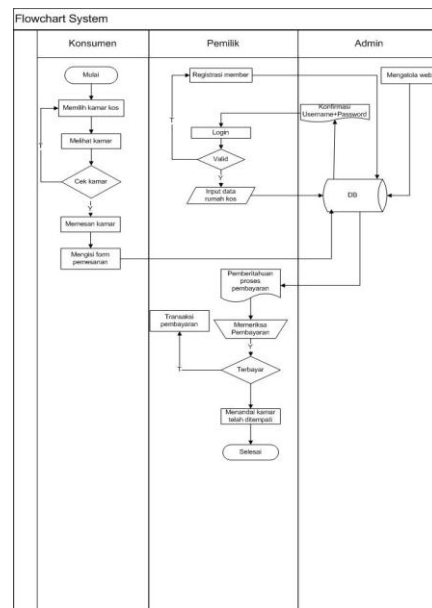 Flowchart System
Konsumen
Pemilik
Admin
Mulai
Memilih kamar kos
Melihat kamar
T
Cek kamar
Y
Memesan kamar
Mengisi form
pemesanan
Registrasi member
Login
T
Valid
Y
Input data
rumah kos
Mengelola web
Konfirmasi
Username+Password
DB
Pemberitahuan
proses
pembayaran
Transaksi
pembayaran
Memeriksa
Pembayaran
Y
Terbayar
T
Menandai kamar
telah ditempati
Selesai